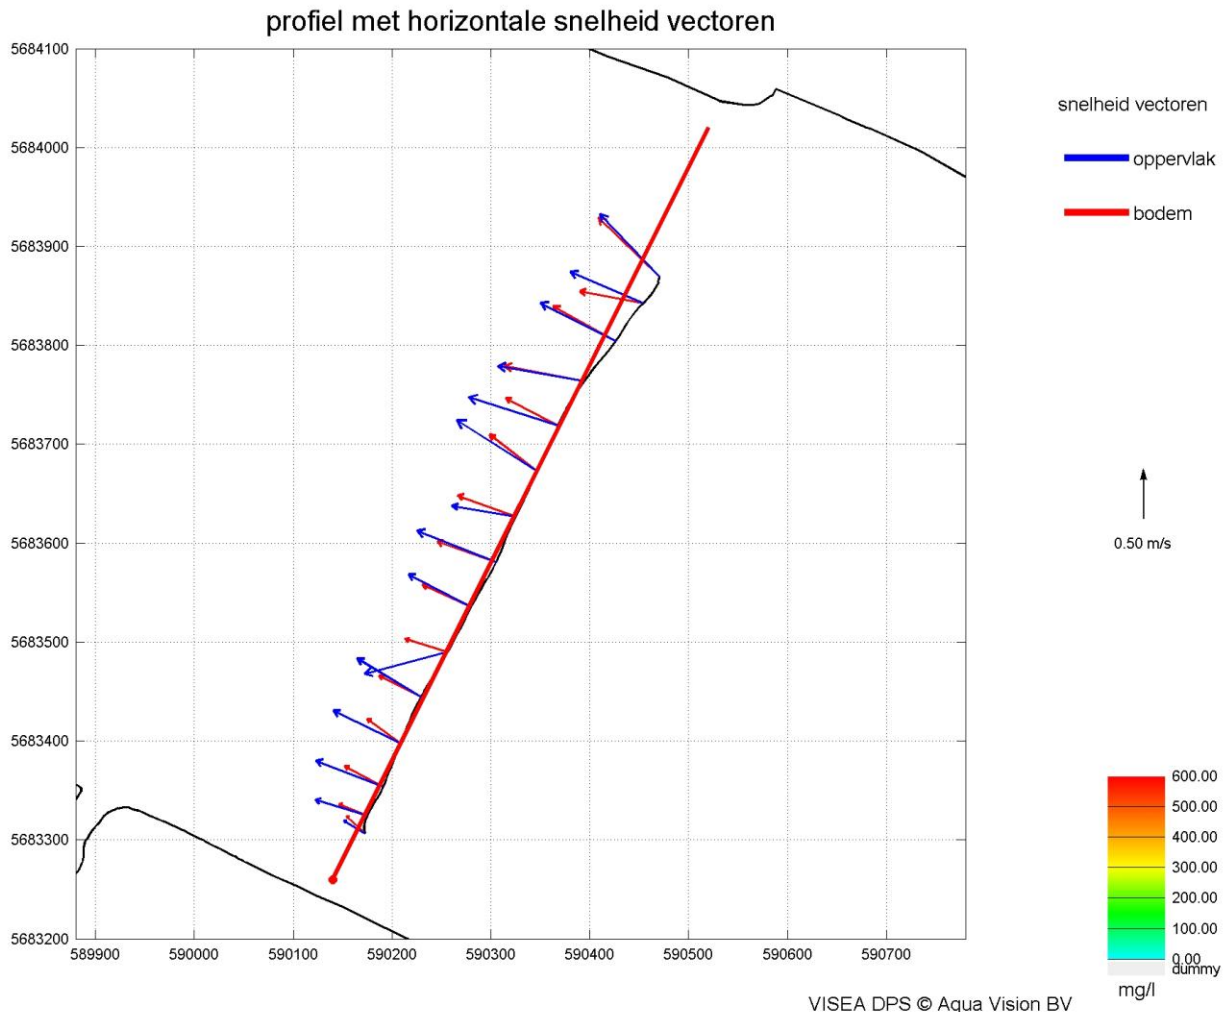 profiel met horizontale snelheid vectoren
5684100
5684000
5683900
5683800
5683700
5683600
5683500
5683400
5683300
5683200
589900 590000 590100 590200 590300 590400 590500 590600 590700
snelheid vectoren
oppervlak
bodem
0.50 m/s
600.00
500.00
400.00
300.00
200.00
100.00
0.00
dummy
mg/l
VISEA DPS © Aqua Vision BV